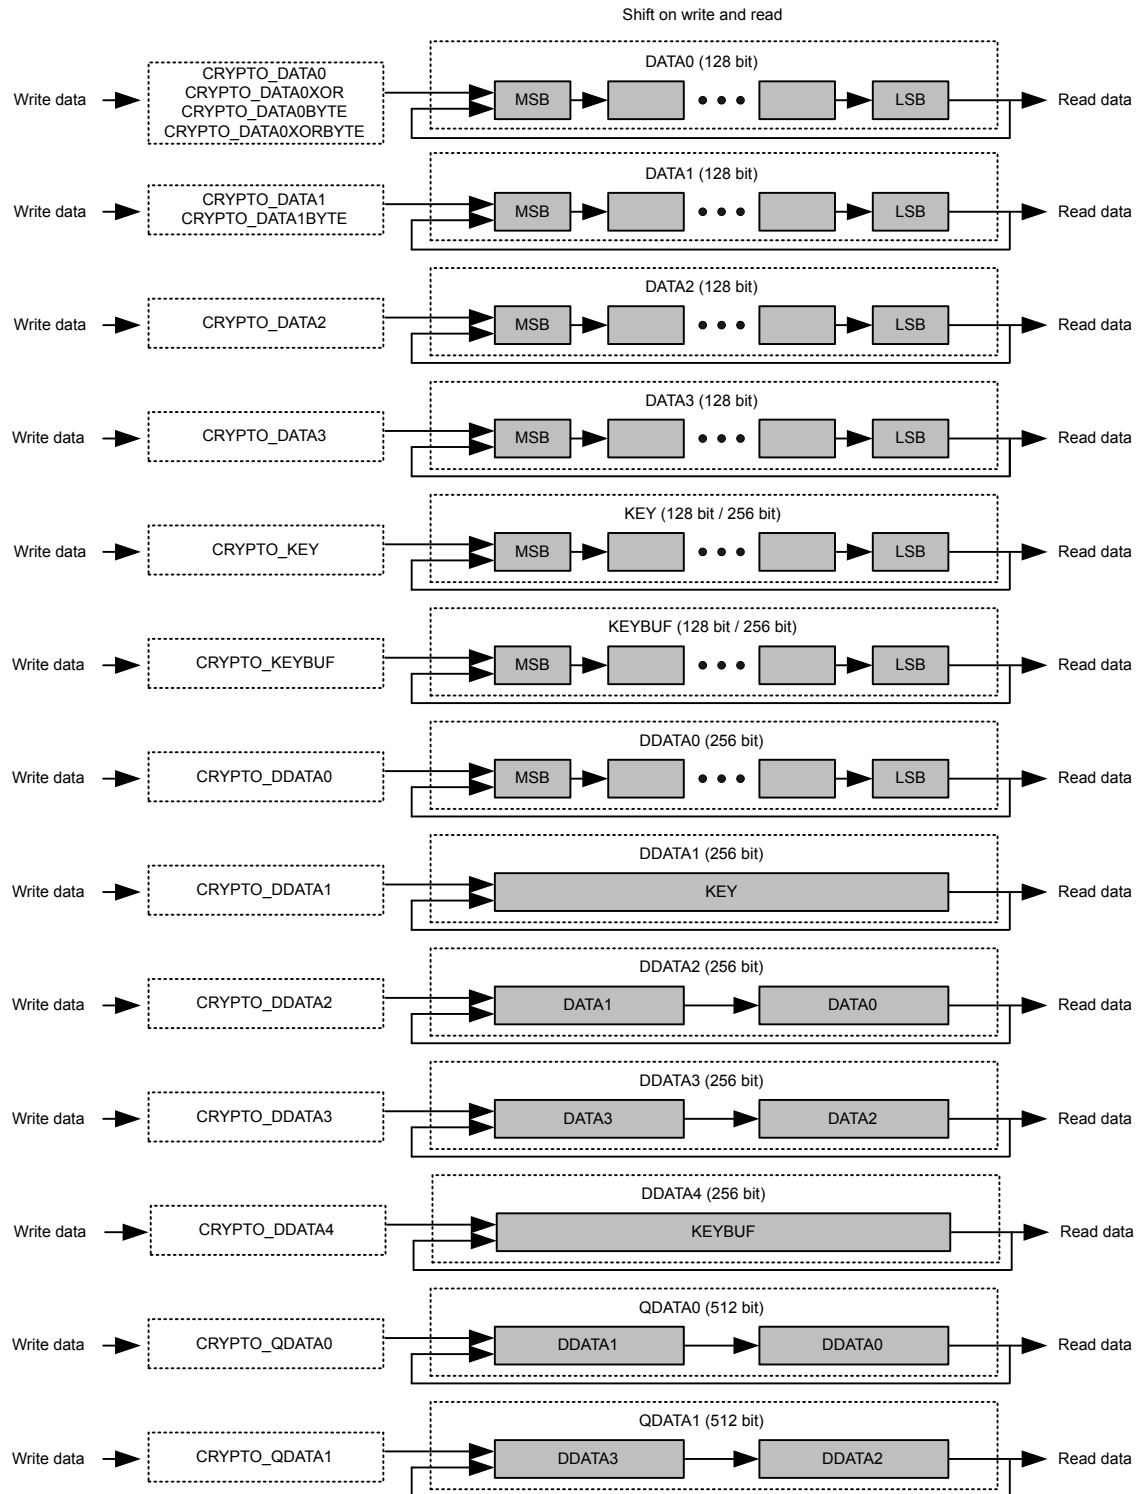 Shift on write and read
DATA0 (128 bit)
Write data
CRYPTO_DATA0
CRYPTO_DATA0XOR
CRYPTO_DATA0BYTE
CRYPTO_DATA0XORBYTE
MSB
LSB
Read data
DATA1 (128 bit)
Write data
CRYPTO_DATA1
CRYPTO_DATA1BYTE
MSB
LSB
Read data
DATA2 (128 bit)
Write data
CRYPTO_DATA2
MSB
LSB
Read data
DATA3 (128 bit)
Write data
CRYPTO_DATA3
MSB
LSB
Read data
KEY (128 bit / 256 bit)
Write data
CRYPTO_KEY
MSB
LSB
Read data
KEYBUF (128 bit / 256 bit)
Write data
CRYPTO_KEYBUF
MSB
LSB
Read data
DDATA0 (256 bit)
Write data
CRYPTO_DDATA0
MSB
LSB
Read data
DDATA1 (256 bit)
Write data
CRYPTO_DDATA1
KEY
Read data
DDATA2 (256 bit)
Write data
CRYPTO_DDATA2
DATA1
DATA0
Read data
DDATA3 (256 bit)
Write data
CRYPTO_DDATA3
DATA3
DATA2
Read data
DDATA4 (256 bit)
Write data
CRYPTO_DDATA4
KEYBUF
Read data
QDATA0 (512 bit)
Write data
CRYPTO_QDATA0
DDATA1
DDATA0
Read data
QDATA1 (512 bit)
Write data
CRYPTO_QDATA1
DDATA3
DDATA2
Read data